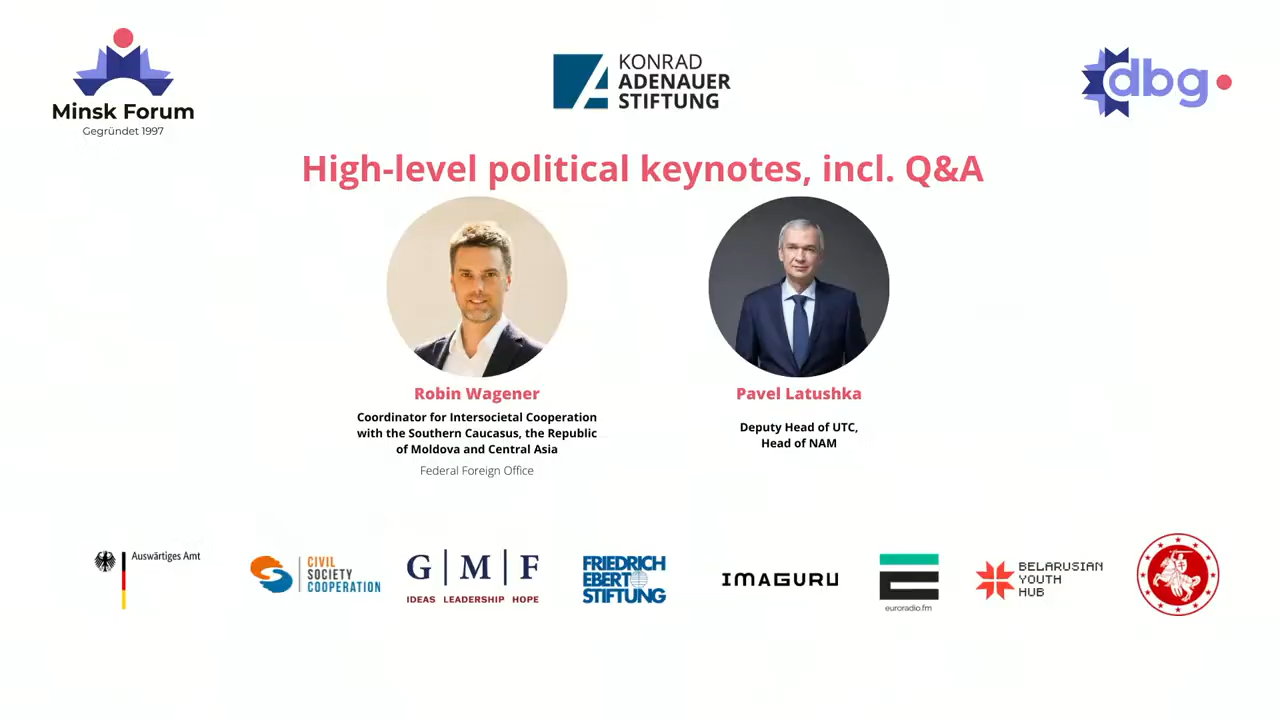 Minsk Forum
Gegründet 1997
KONRAD
ADENAUER
STIFTUNG
dbg
High-level political keynotes, incl. Q&A
Robin Wagener
Coordinator for Intersocietal Cooperation
with the Southern Caucasus, the Republic
of Moldova and Central Asia
Federal Foreign Office
Pavel Latushka
Deputy Head of UTC,
Head of NAM
Auswärtiges Amt
CIVIL
SOCIETY
COOPERATION
G|M|F
IDEAS LEADERSHIP HOPE
FRIEDRICH
EBERT
STIFTUNG
IMAGURU
euroradio.fm
BELARUSIAN
YOUTH
HUB